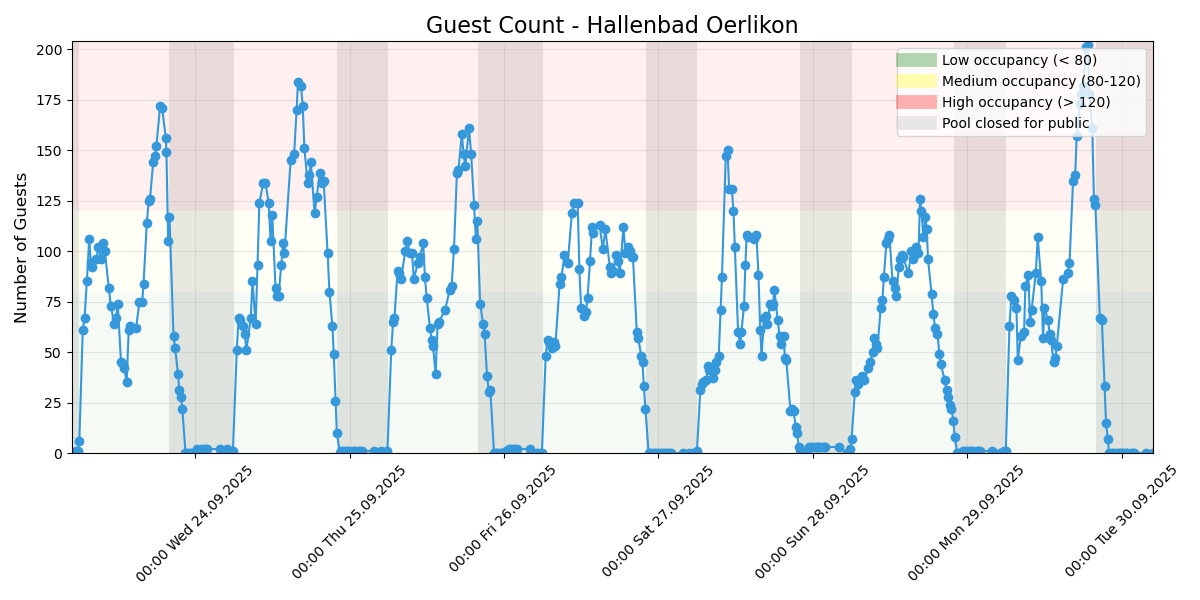 Guest Count - Hallenbad Oerlikon
Number of Guests
200
175
150
125
100
75
50
25
0
Low occupancy (< 80)
Medium occupancy (80-120)
High occupancy (> 120)
Pool closed for public
00:00 Wed 24.09.2025
00:00 Thu 25.09.2025
00:00 Fri 26.09.2025
00:00 Sat 27.09.2025
00:00 Sun 28.09.2025
00:00 Mon 29.09.2025
00:00 Tue 30.09.2025